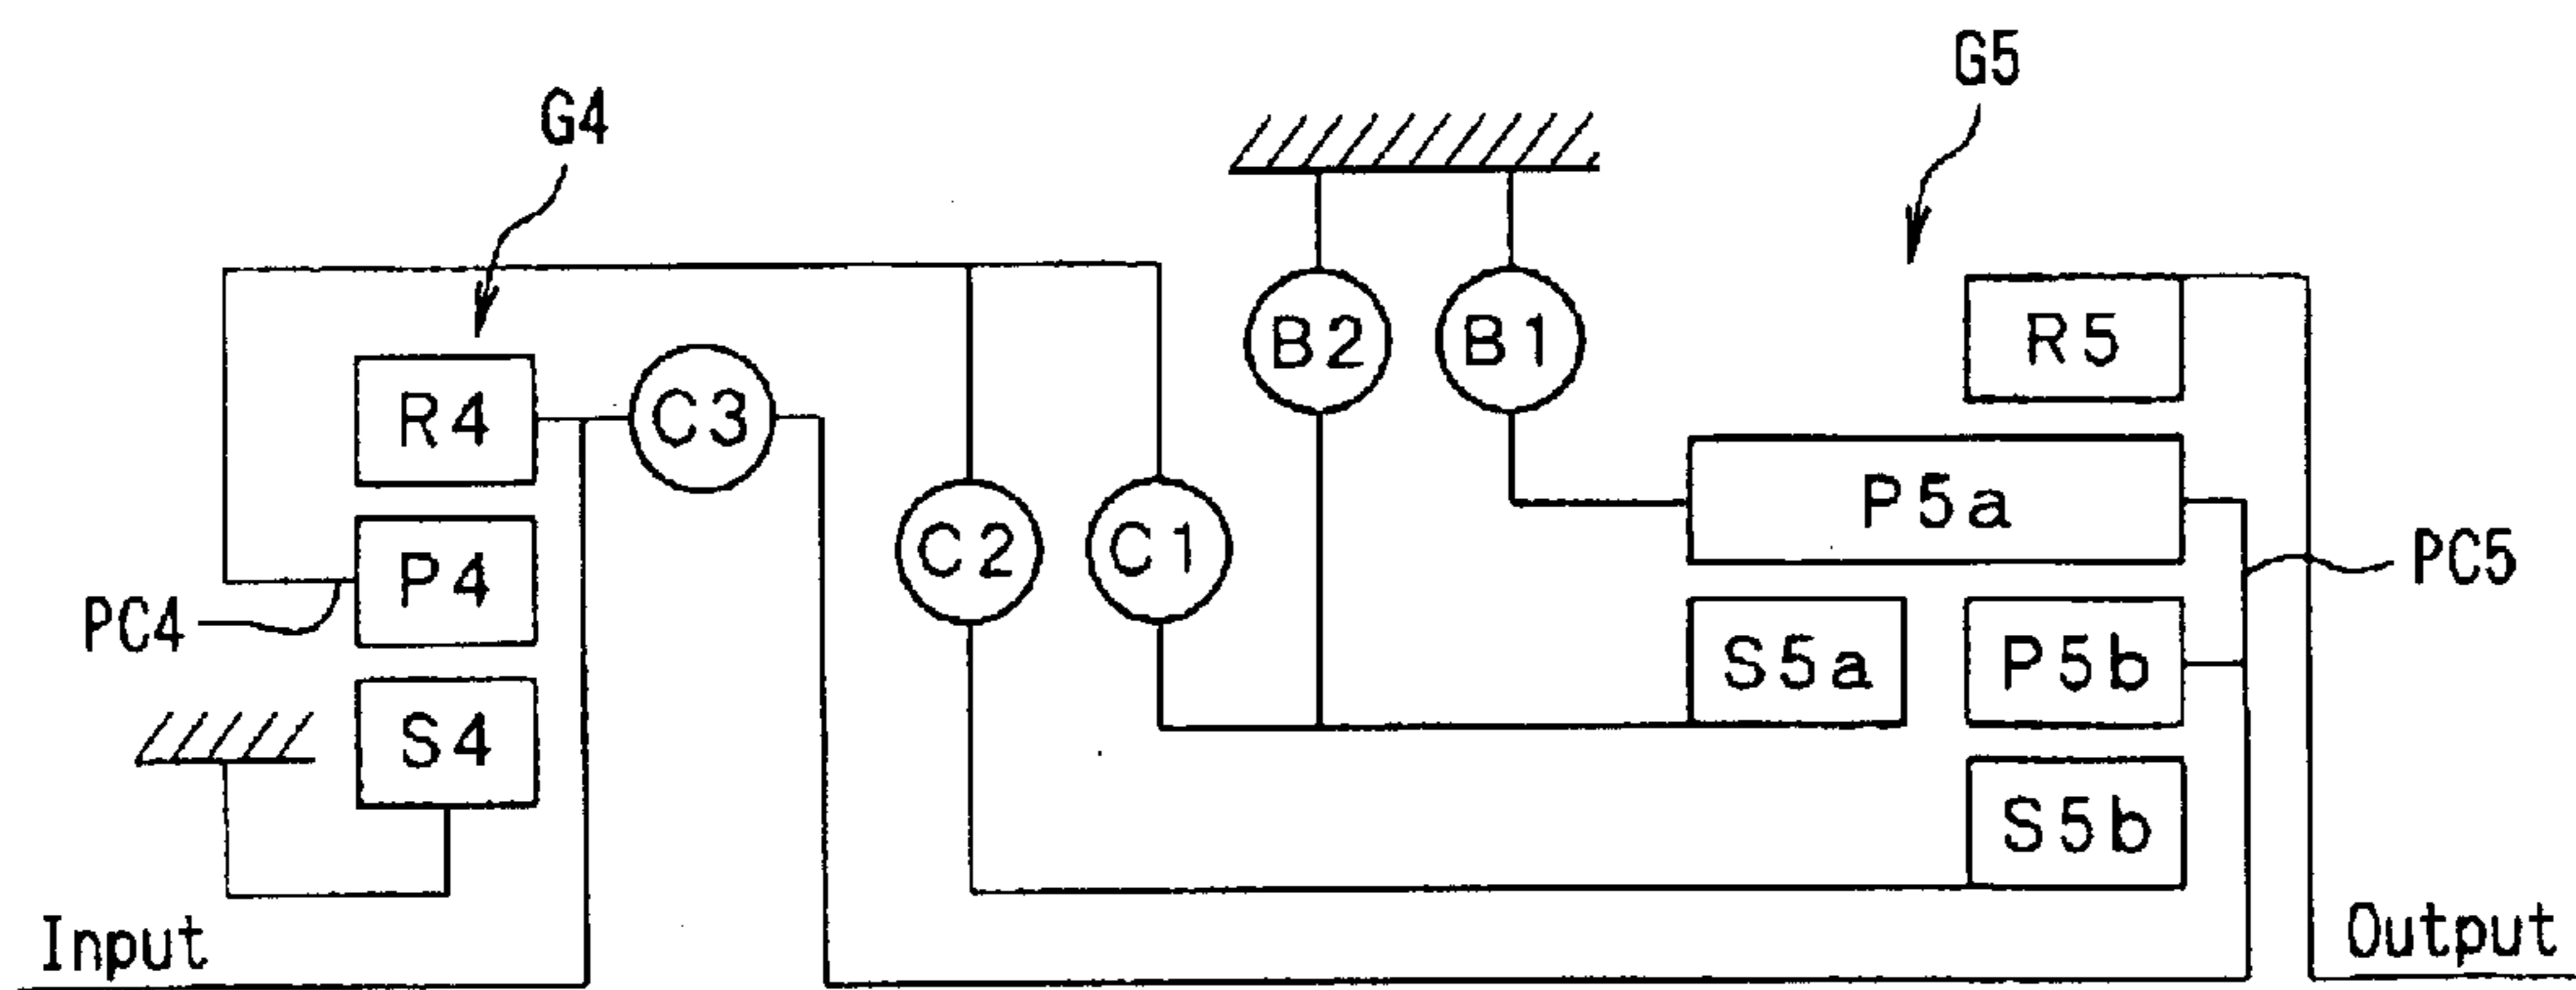 G5
G4
B2
B1
R5
R4
C3
P5a
C2
C1
PC5
P4
PC4
S5a
P5b
S4
S5b
Input
Output